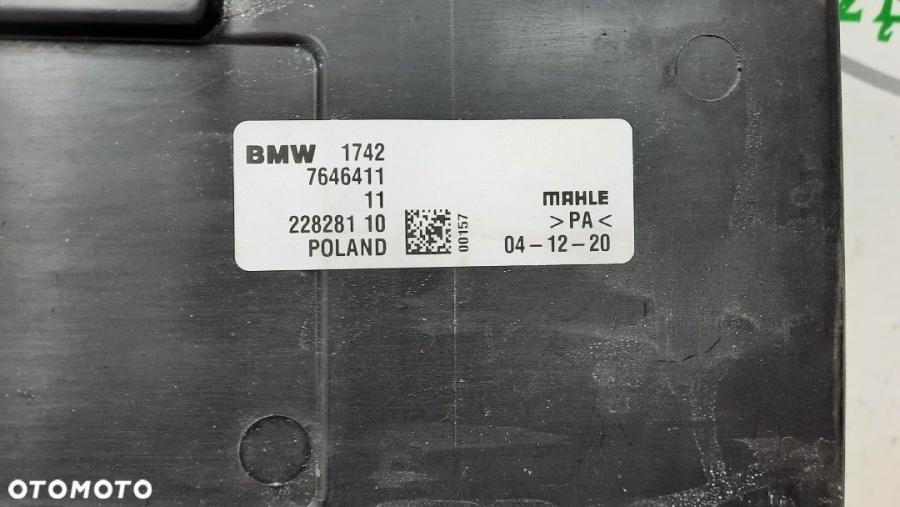 BMW 1742
7646411
11
228281 10
POLAND
00157
MAHLE
>PA<
04-12-20
OTOMOTO